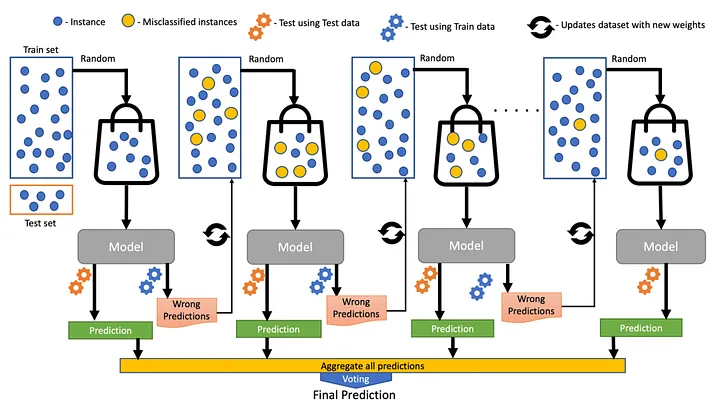 - Instance
- Misclassified instances
- Test using Test data
- Test using Train data
- Updates dataset with new weights
Train set
Random
Random
Random
Random
Test set
Model
Model
Model
Model
Wrong
Predictions
Wrong
Predictions
Wrong
Predictions
Prediction
Prediction
Prediction
Prediction
Aggregate all predictions
Voting
Final Prediction